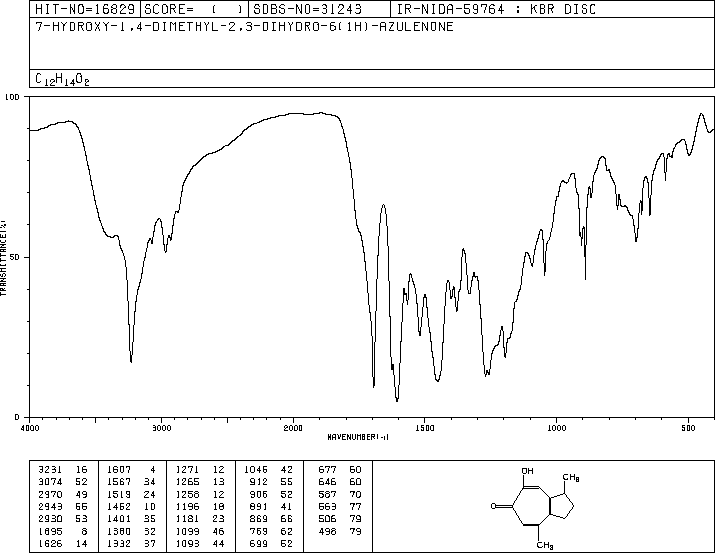 HIT-NO=16829 SCORE= ( ) SDBS-NO=31243 IR-NIDA-59764 : KBR DISC
7-HYDROXY-1,4-DIMETHYL-2,3-DIHYDRO-6(1H)-AZULENONE
C12H14O2
100
50
0
TRANSMITTANCE(%)
4000 3000 2000 1500 1000 500
WAVENUMBER(-1)
3231 16 1607 4 1271 12 1046 42 677 60
3074 52 1567 34 1265 13 912 55 646 60
2970 49 1519 24 1258 12 906 52 587 70
2943 66 1462 10 1196 18 891 41 563 77
2930 53 1401 35 1181 23 869 66 506 79
1695 8 1380 32 1099 46 769 62 498 79
1626 14 1332 37 1093 44 699 52
OH
CH3
O
CH3